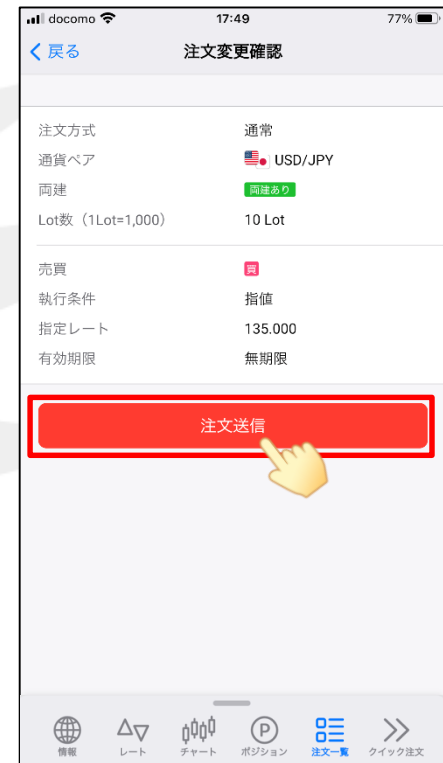 docomo 17:49 77%
戻る 注文変更確認
注文方式 通常
通貨ペア USD/JPY
両建 両建あり
Lot数（1Lot=1,000） 10 Lot
売買 買
執行条件 指値
指定レート 135.000
有効期限 無期限
注文送信
情報 レート チャート ポジション 注文一覧 クイック注文